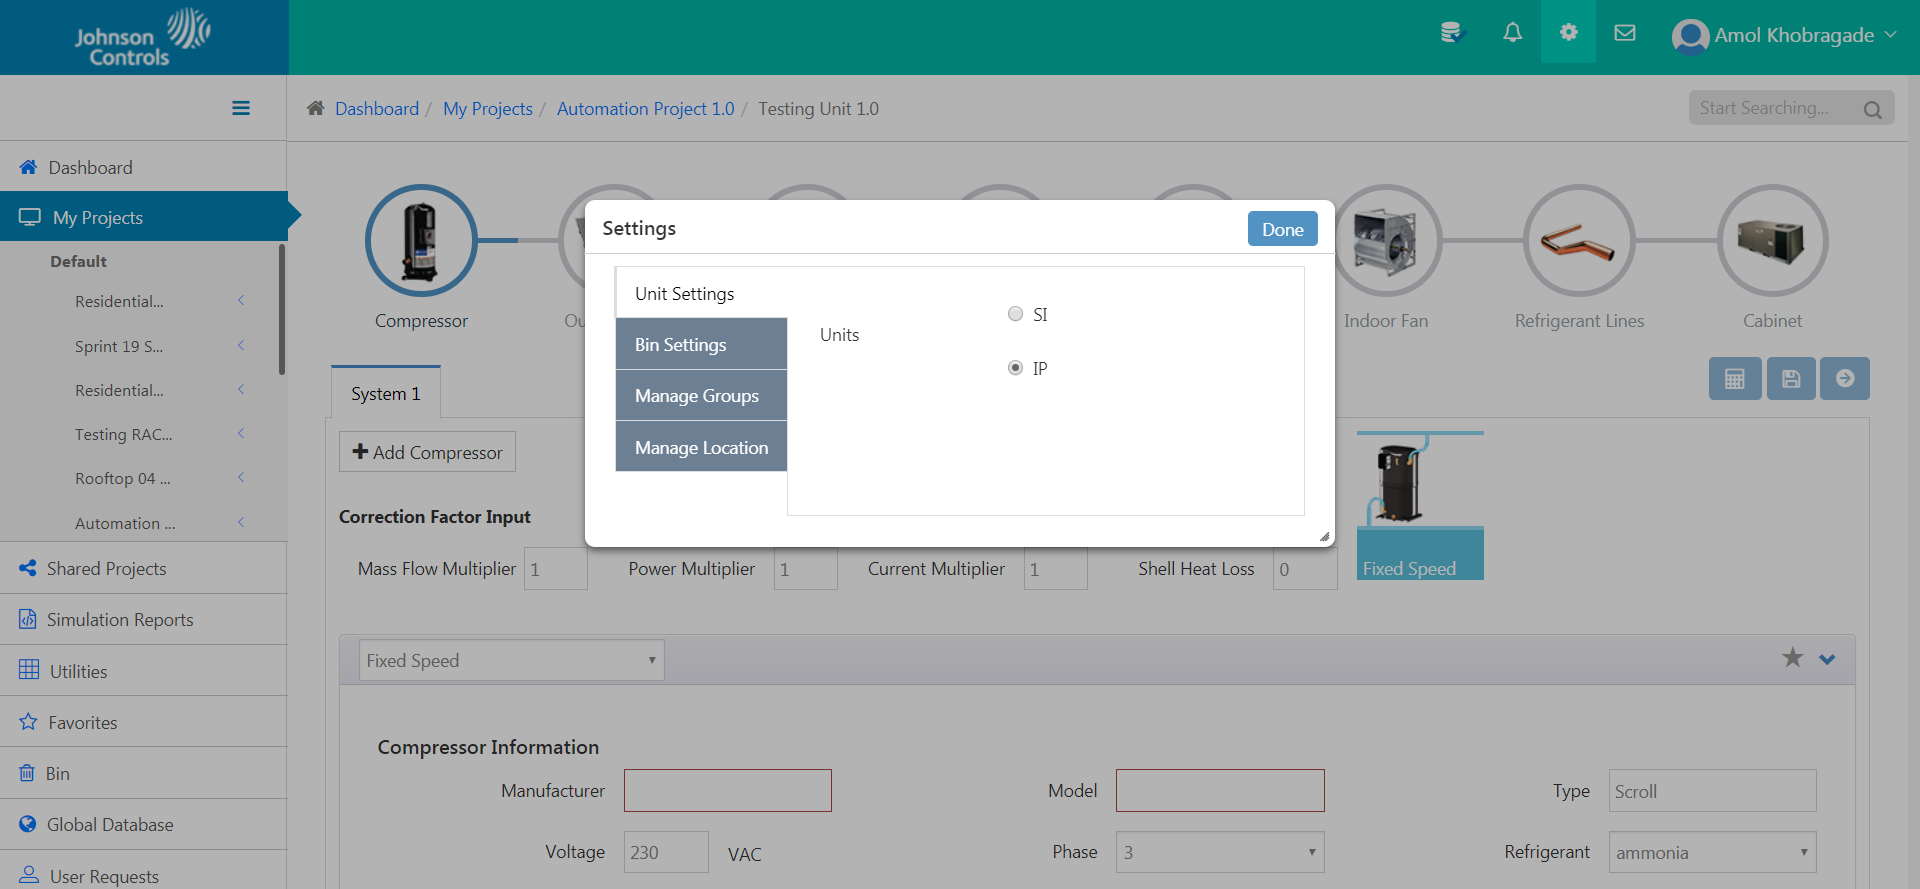 Johnson
Controls
Amol Khobragade
Dashboard / My Projects / Automation Project 1.0 / Testing Unit 1.0
Start Searching...
Dashboard
My Projects
Default
Residential...
Sprint 19 S...
Residential...
Testing RAC...
Rooftop 04 ...
Automation ...
Shared Projects
Simulation Reports
Utilities
Favorites
Bin
Global Database
User Requests
Compressor
Ou
Indoor Fan
Refrigerant Lines
Cabinet
Settings
Done
Unit Settings
Bin Settings
Manage Groups
Manage Location
Units
SI
IP
System 1
Add Compressor
Correction Factor Input
Mass Flow Multiplier 1
Power Multiplier 1
Current Multiplier 1
Shell Heat Loss 0
Fixed Speed
Fixed Speed
Compressor Information
Manufacturer
Model
Type Scroll
Voltage 230 VAC
Phase 3
Refrigerant ammonia